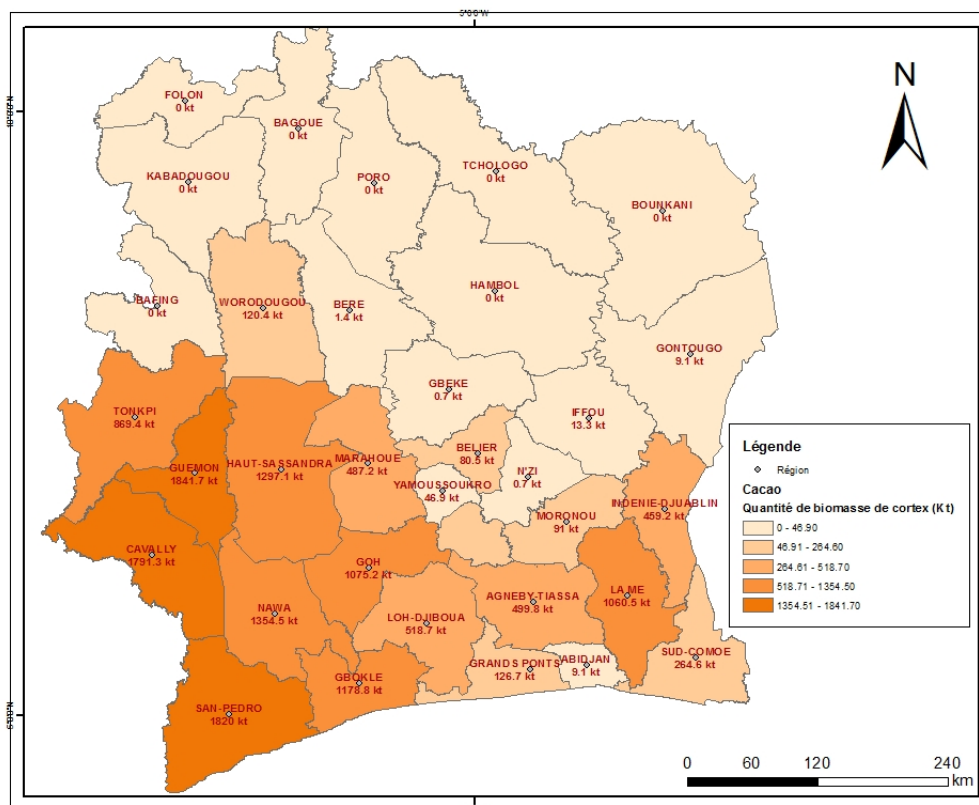 5°00'W
N
10°00'N
FOLON
0 kt
BAGOUE
0 kt
KABADOUGOU
0 kt
PORO
0 kt
TCHOLOGO
0 kt
BOUNKANI
0 kt
BAFING
0 kt
WORODOUGOU
120.4 kt
BERE
1.4 kt
HAMBOL
0 kt
GONTOUGO
9.1 kt
TONKPI
869.4 kt
GBEKE
0.7 kt
IFFOU
13.3 kt
GUEMON
1841.7 kt
HAUT-SASSANDRA
1297.1 kt
MARAHOUE
487.2 kt
BELIER
80.5 kt
YAMOUSSOUKRO
46.9 kt
N'ZI
0.7 kt
MORONOU
91 kt
INDENIE-DJUABLIN
459.2 kt
CAVALLY
1791.3 kt
GOH
1075.2 kt
NAWA
1354.5 kt
LOH-DJIBOUA
518.7 kt
AGNEBY-TIASSA
499.8 kt
LA ME
1060.5 kt
SUD-COMOE
264.6 kt
GRANDS PONTS
126.7 kt
ABIDJAN
9.1 kt
GBOKLE
1178.8 kt
SAN-PEDRO
1820 kt
Légende
Région
Cacao
Quantité de biomasse de cortex (K t)
0 - 46.90
46.91 - 264.60
264.61 - 518.70
518.71 - 1354.50
1354.51 - 1841.70
0 60 120 240
km